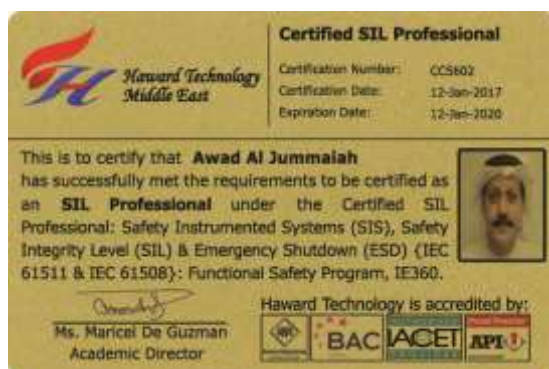 Haward Technology
Middle East
Certified SIL Professional
Certification Number: CCS602
Certification Date: 12-Jan-2017
Expiration Date: 12-Jan-2020
This is to certify that Awad Al Jummaiah
has successfully met the requirements to be certified as
an SIL Professional under the Certified SIL
Professional: Safety Instrumented Systems (SIS), Safety
Integrity Level (SIL) & Emergency Shutdown (ESD) {IEC
61511 & IEC 61508}: Functional Safety Program, IE360.
Ms. Maricel De Guzman
Academic Director
Haward Technology is accredited by:
BAC
IACET
API